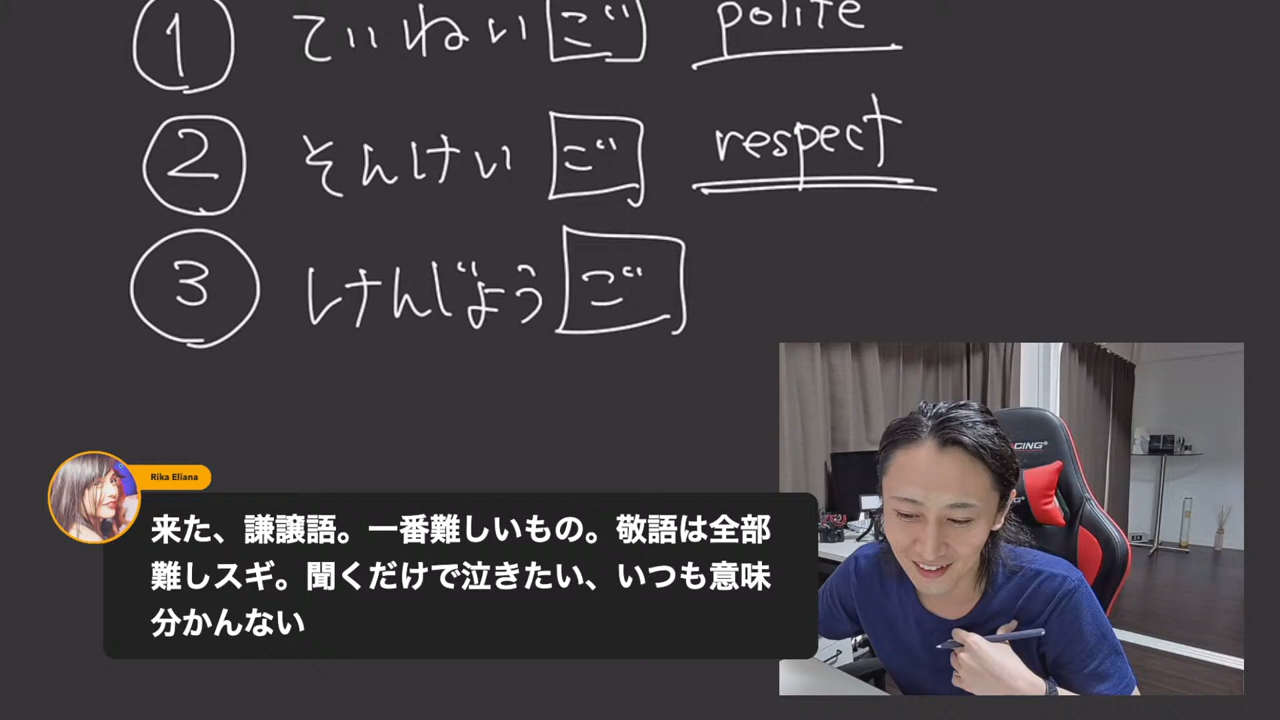 ① ていねいご polite
② そんけいご respect
③ けんじょうご
Rika Eliana
来た、謙譲語。一番難しいもの。敬語は全部
難しスギ。聞くだけで泣きたい、いつも意味
分かんない
CING